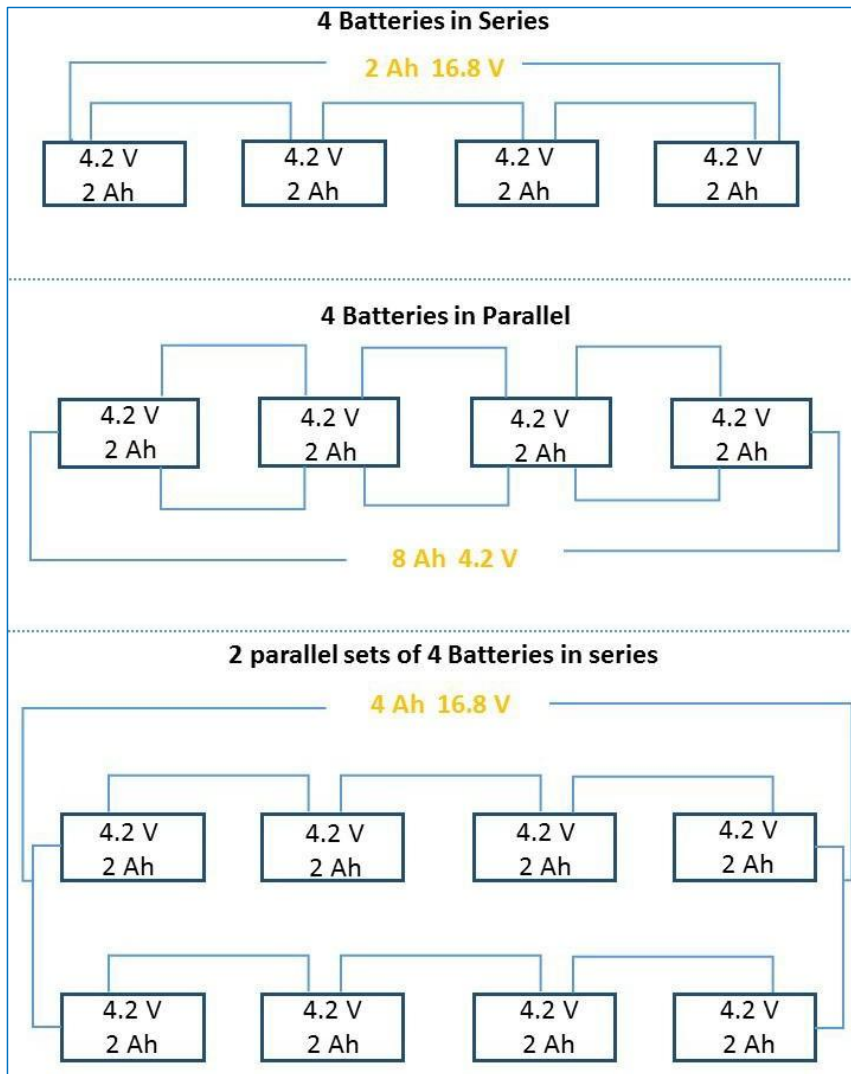 4 Batteries in Series
2 Ah 16.8 V
4.2 V 4.2 V 4.2 V 4.2 V
2 Ah 2 Ah 2 Ah 2 Ah
4 Batteries in Parallel
4.2 V 4.2 V 4.2 V 4.2 V
2 Ah 2 Ah 2 Ah 2 Ah
8 Ah 4.2 V
2 parallel sets of 4 Batteries in series
4 Ah 16.8 V
4.2 V 4.2 V 4.2 V 4.2 V
2 Ah 2 Ah 2 Ah 2 Ah
4.2 V 4.2 V 4.2 V 4.2 V
2 Ah 2 Ah 2 Ah 2 Ah